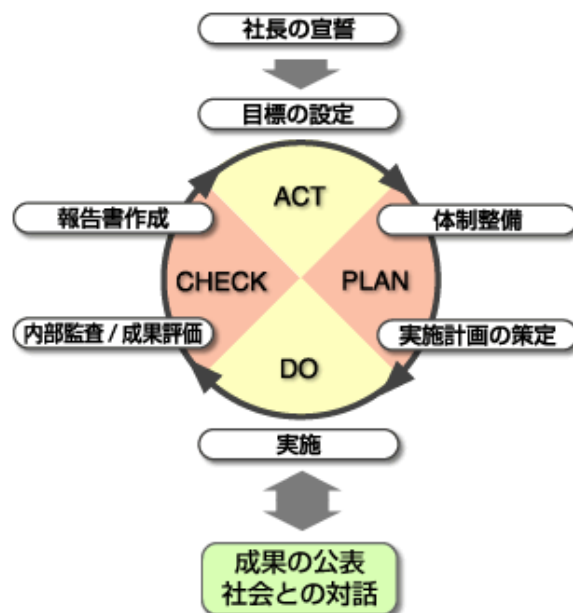 社長の宣誓
目標の設定
ACT
報告書作成
体制整備
CHECK
PLAN
内部監査 / 成果評価
実施計画の策定
DO
実施
成果の公表
社会との対話